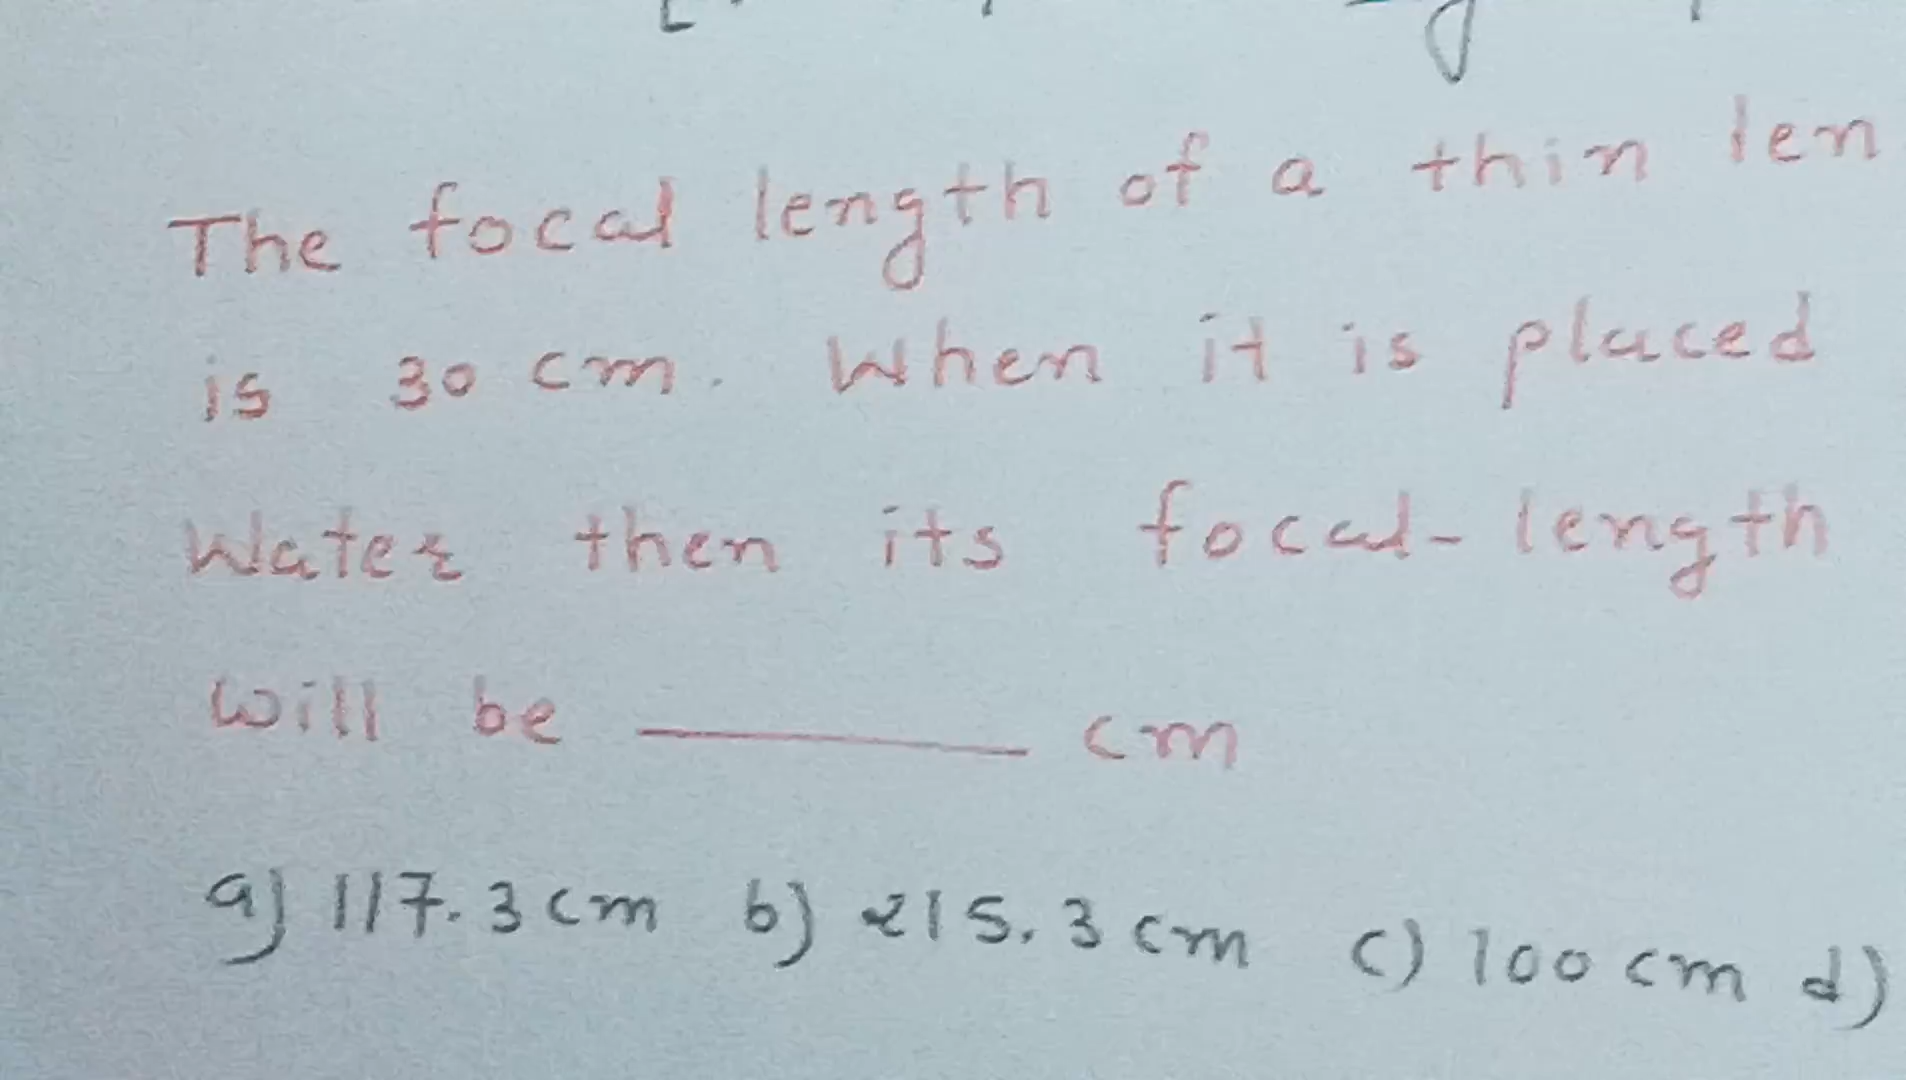 The focal length of a thin len
is 30 cm. When it is placed
Water then its focal-length
will be ______ cm
a) 117.3 cm b) 215.3 cm c) 100 cm d)